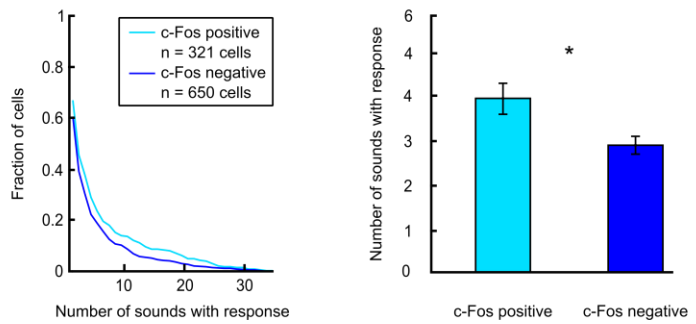 1
0.8
0.6
0.4
0.2
0
10
20
30
Fraction of cells
Number of sounds with response
c-Fos positive
n = 321 cells
c-Fos negative
n = 650 cells
6
4
4
3
2
0
Number of sounds with response
*
c-Fos positive
c-Fos negative